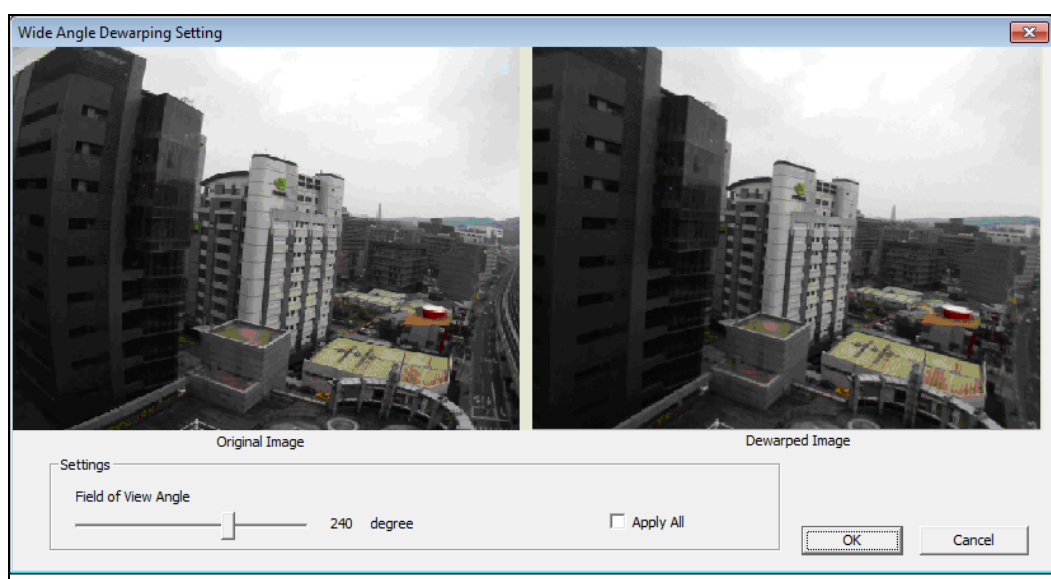 Wide Angle Dewarping Setting
Original Image
Dewarped Image
Settings
Field of View Angle
240 degree
Apply All
OK
Cancel